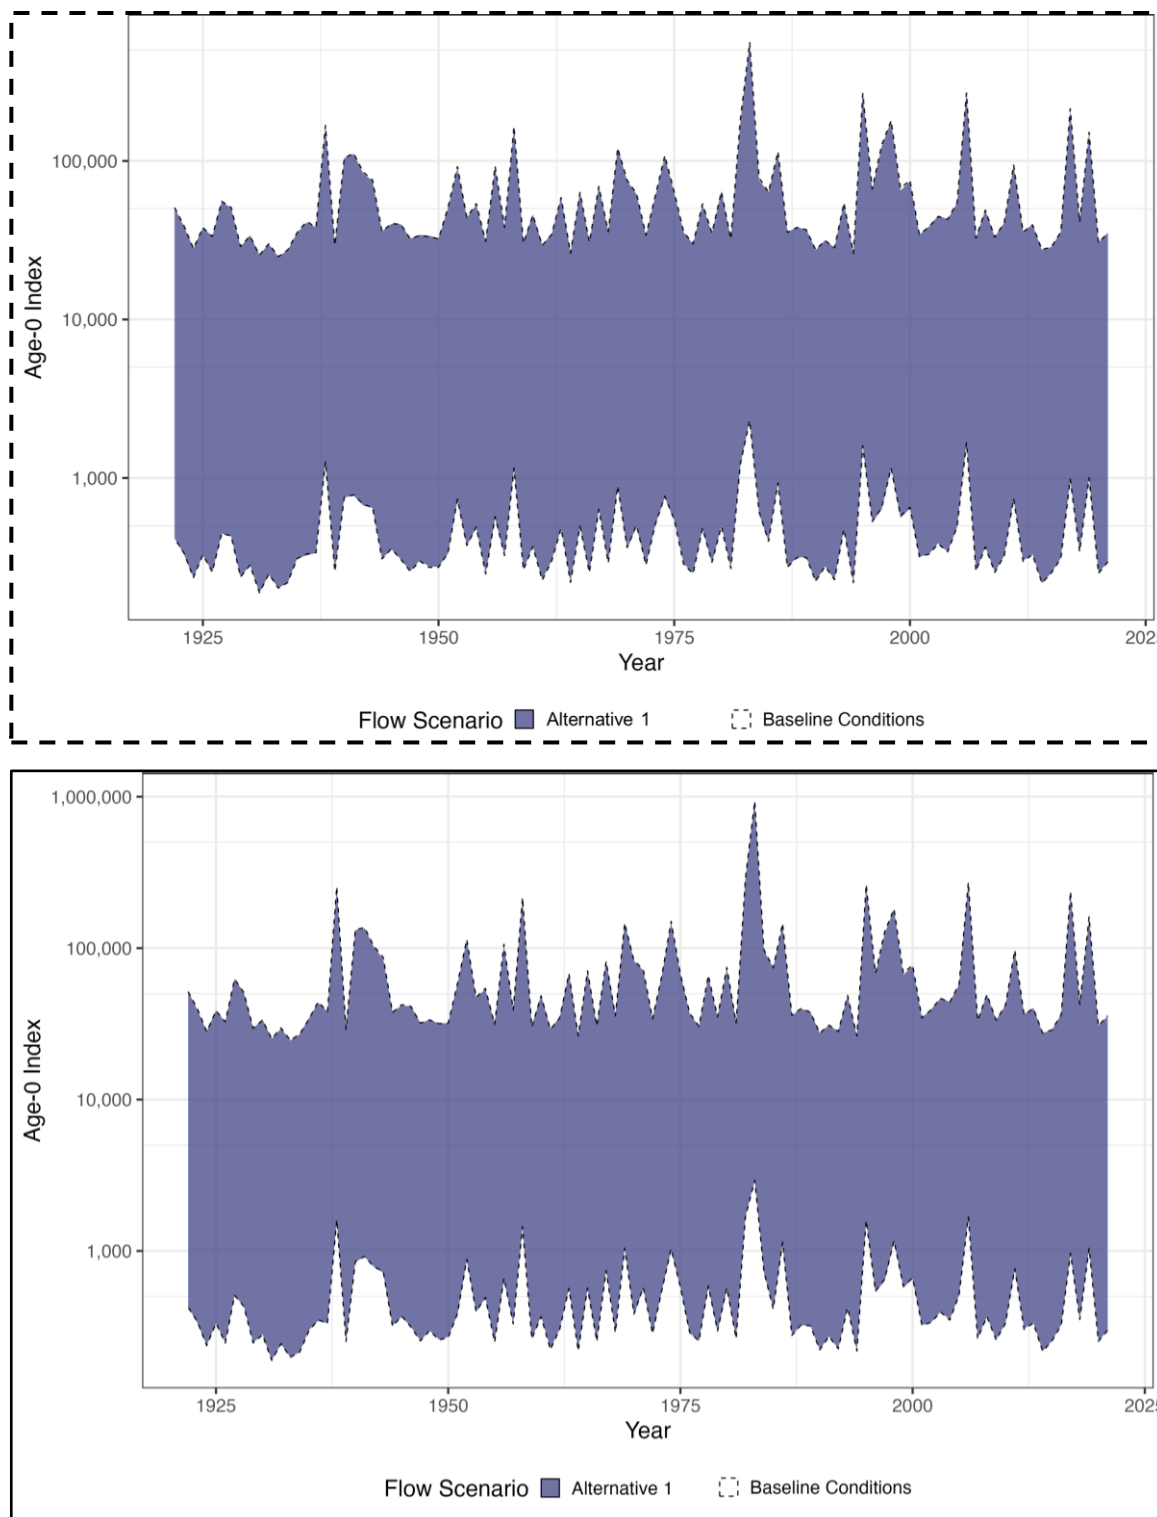 100,000
10,000
1,000
Age-0 Index
1925 1950 1975 2000 202
Year
Flow Scenario Alternative 1 Baseline Conditions
1,000,000
100,000
10,000
1,000
Age-0 Index
1925 1950 1975 2000 2025
Year
Flow Scenario Alternative 1 Baseline Conditions